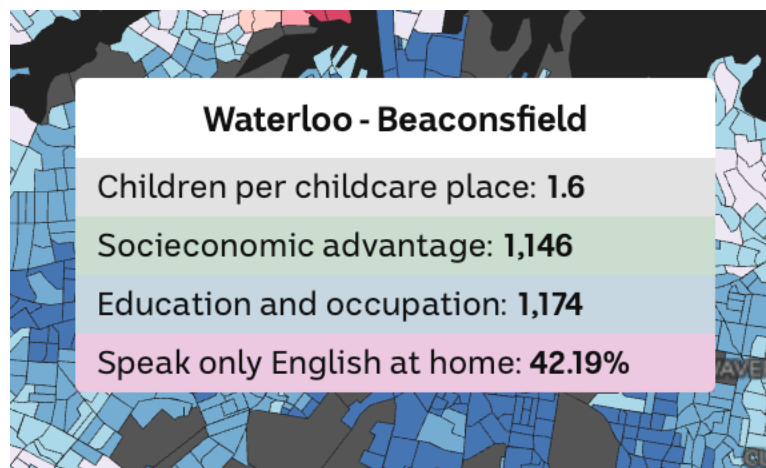 Waterloo - Beaconsfield
Children per childcare place: 1.6
Socieconomic advantage: 1,146
Education and occupation: 1,174
Speak only English at home: 42.19%